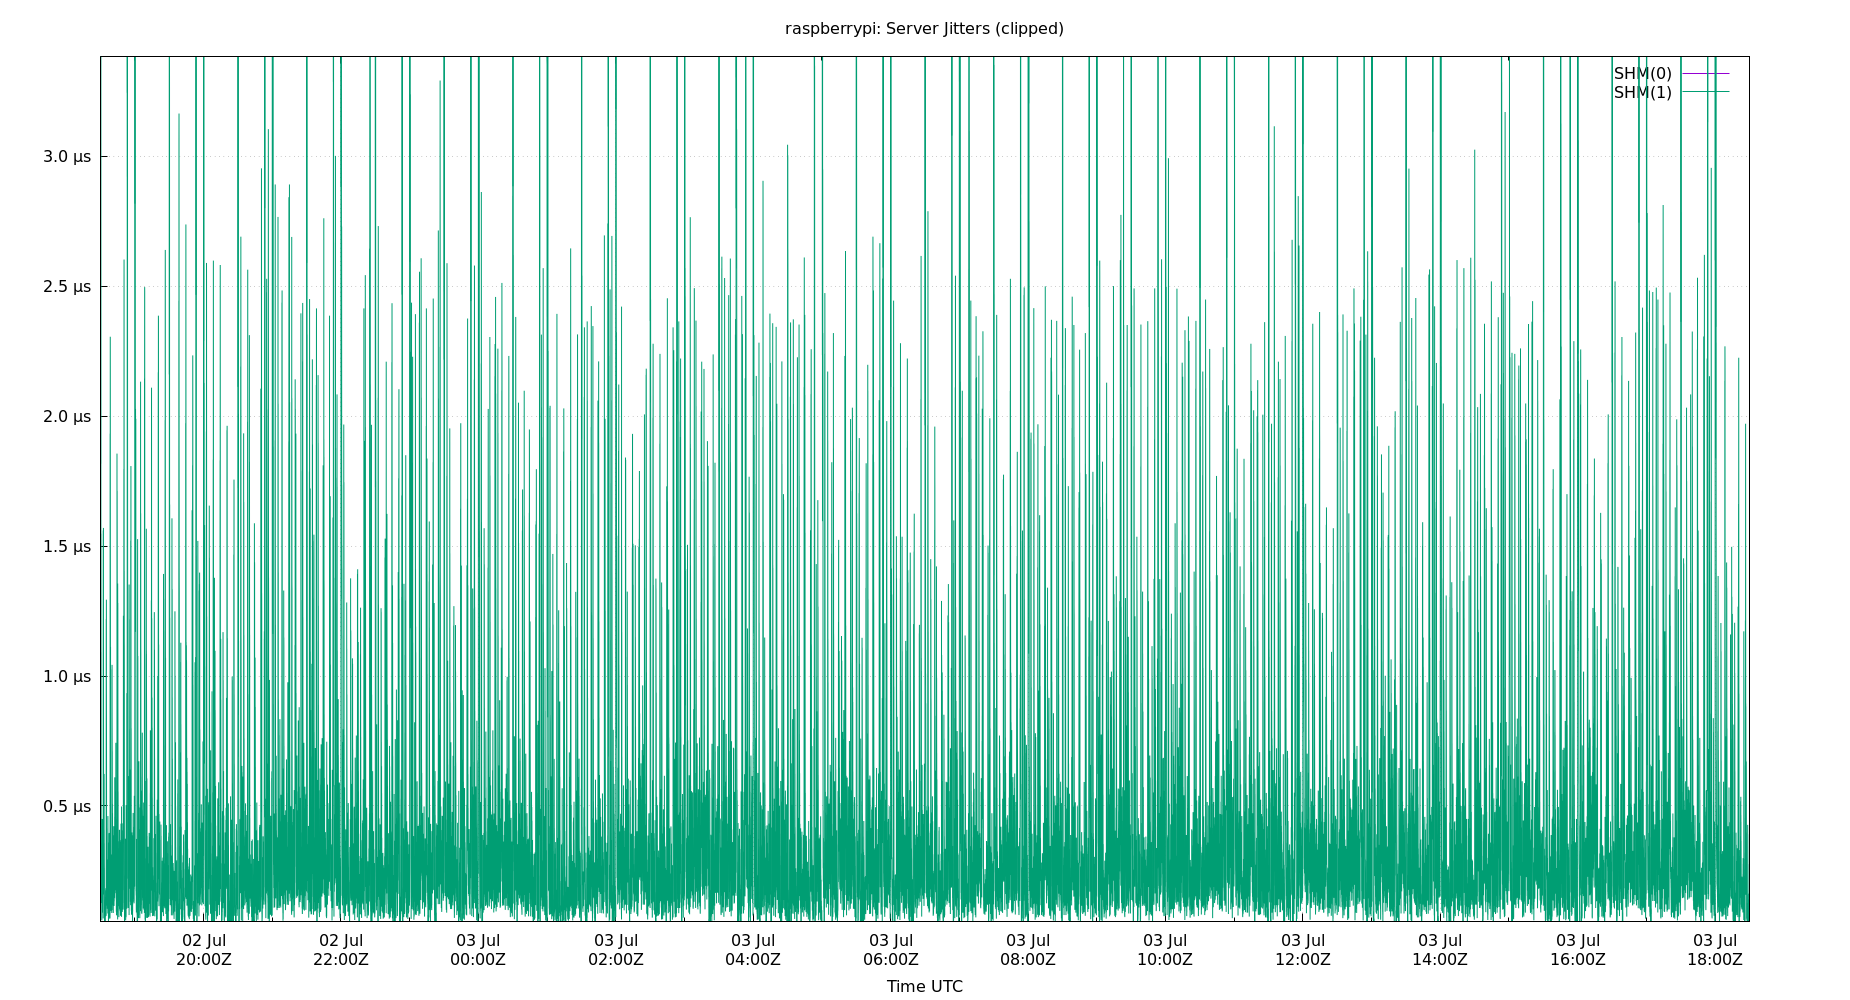 raspberrypi: Server Jitters (clipped)
SHM(0)
SHM(1)
3.0 µs
2.5 µs
2.0 µs
1.5 µs
1.0 µs
0.5 µs
02 Jul 02 Jul 03 Jul 03 Jul 03 Jul 03 Jul 03 Jul 03 Jul 03 Jul 03 Jul 03 Jul 03 Jul
20:00Z 22:00Z 00:00Z 02:00Z 04:00Z 06:00Z 08:00Z 10:00Z 12:00Z 14:00Z 16:00Z 18:00Z
Time UTC